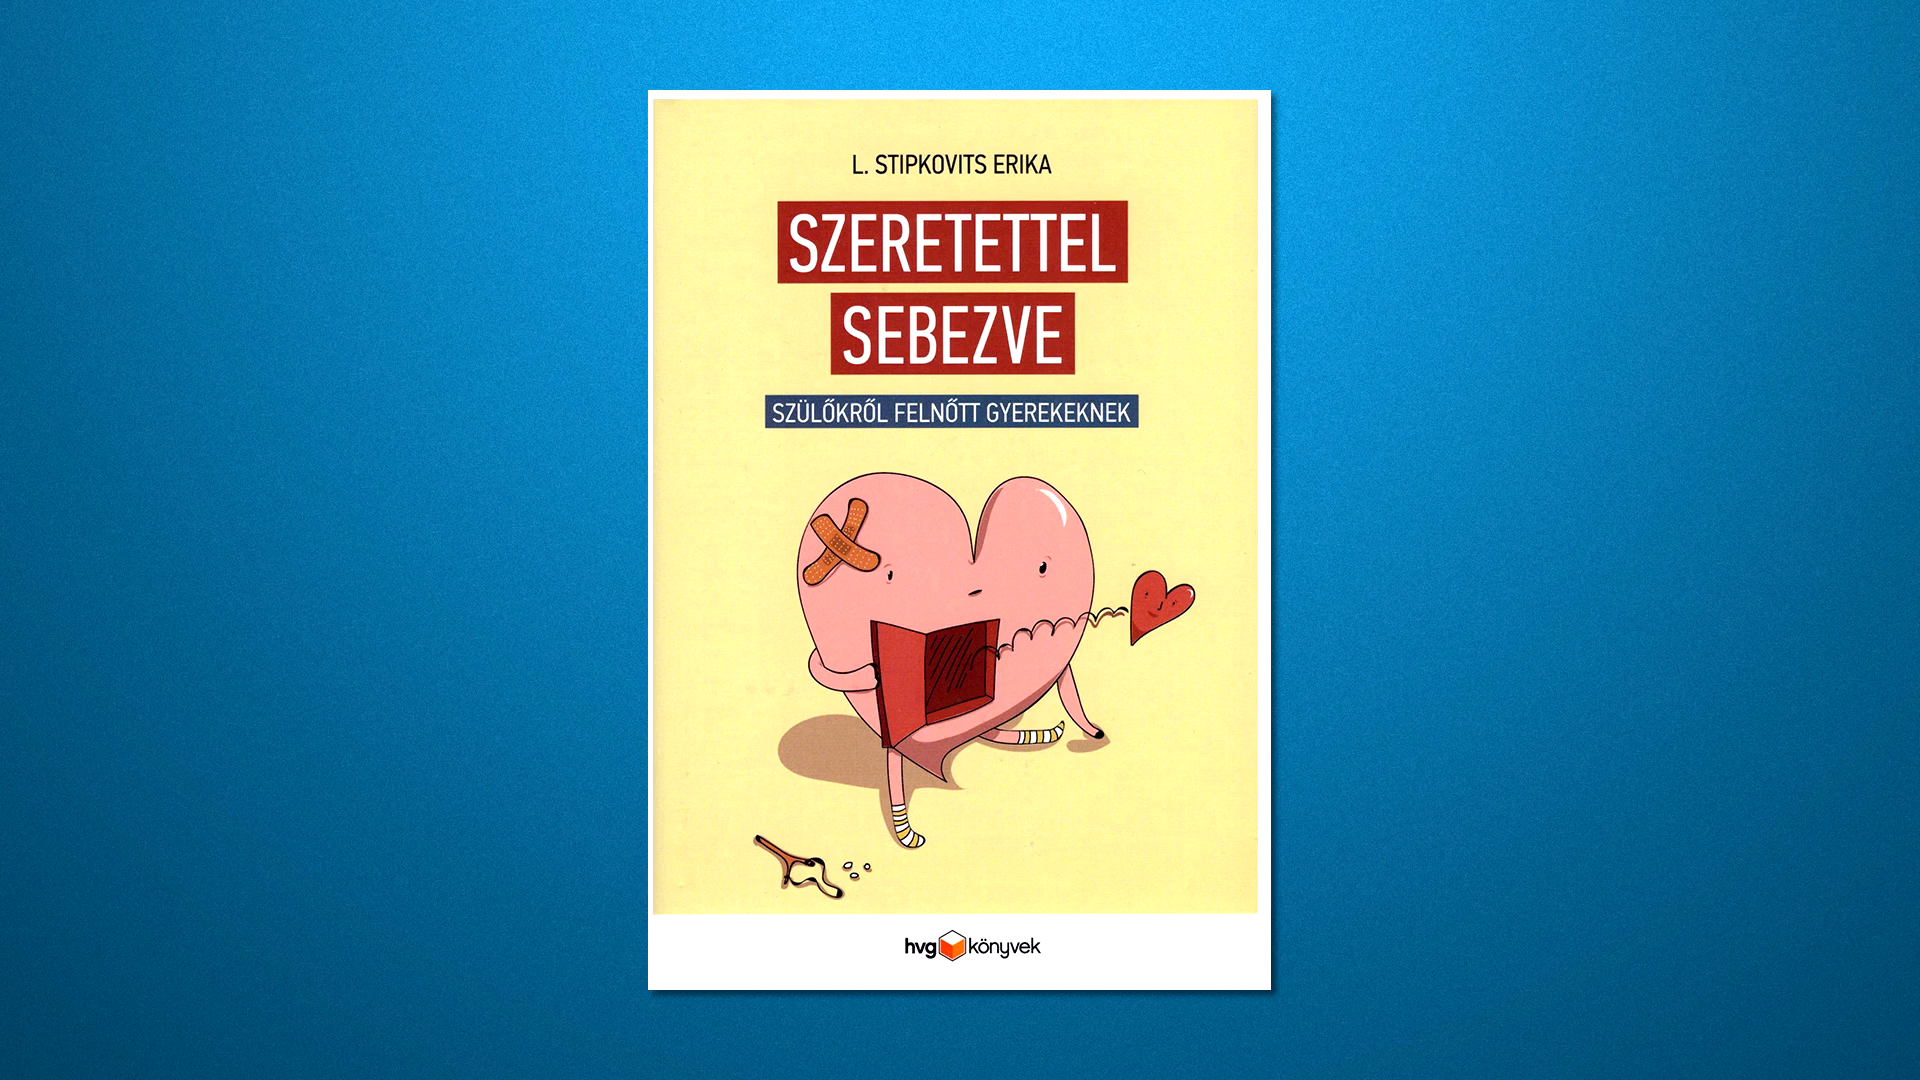 L. STIPKOVITS ERIKA
SZERETETTEL
SEBEZVE
SZÜLŐKRŐL FELNŐTT GYEREKEKNEK
hvg könyvek